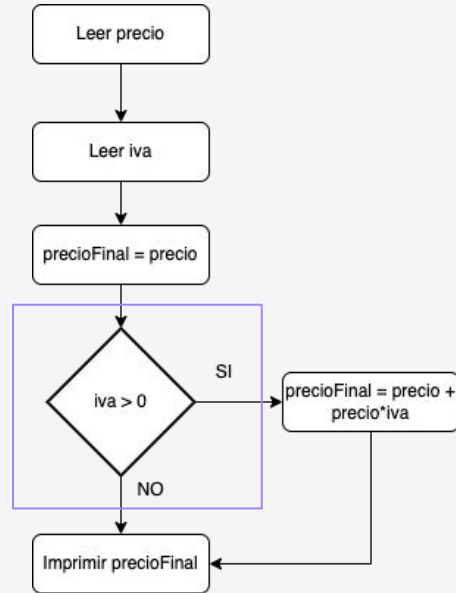 Leer precio
Leer iva
precioFinal = precio
iva > 0
SI
precioFinal = precio +
precio*iva
NO
Imprimir precioFinal